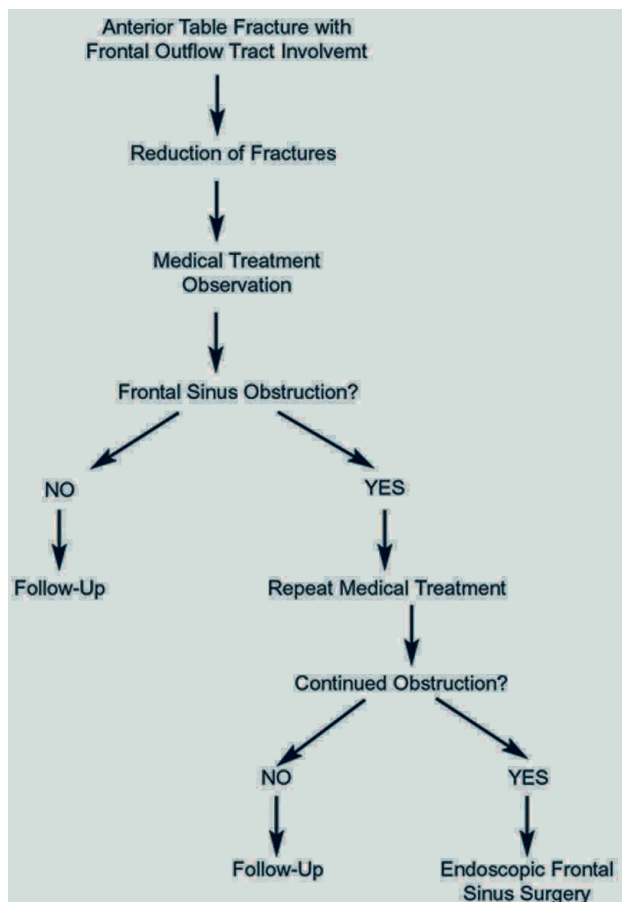 Anterior Table Fracture with
Frontal Outflow Tract Involvemt
Reduction of Fractures
Medical Treatment
Observation
Frontal Sinus Obstruction?
NO
YES
Follow-Up
Repeat Medical Treatment
Continued Obstruction?
NO
YES
Follow-Up
Endoscopic Frontal
Sinus Surgery